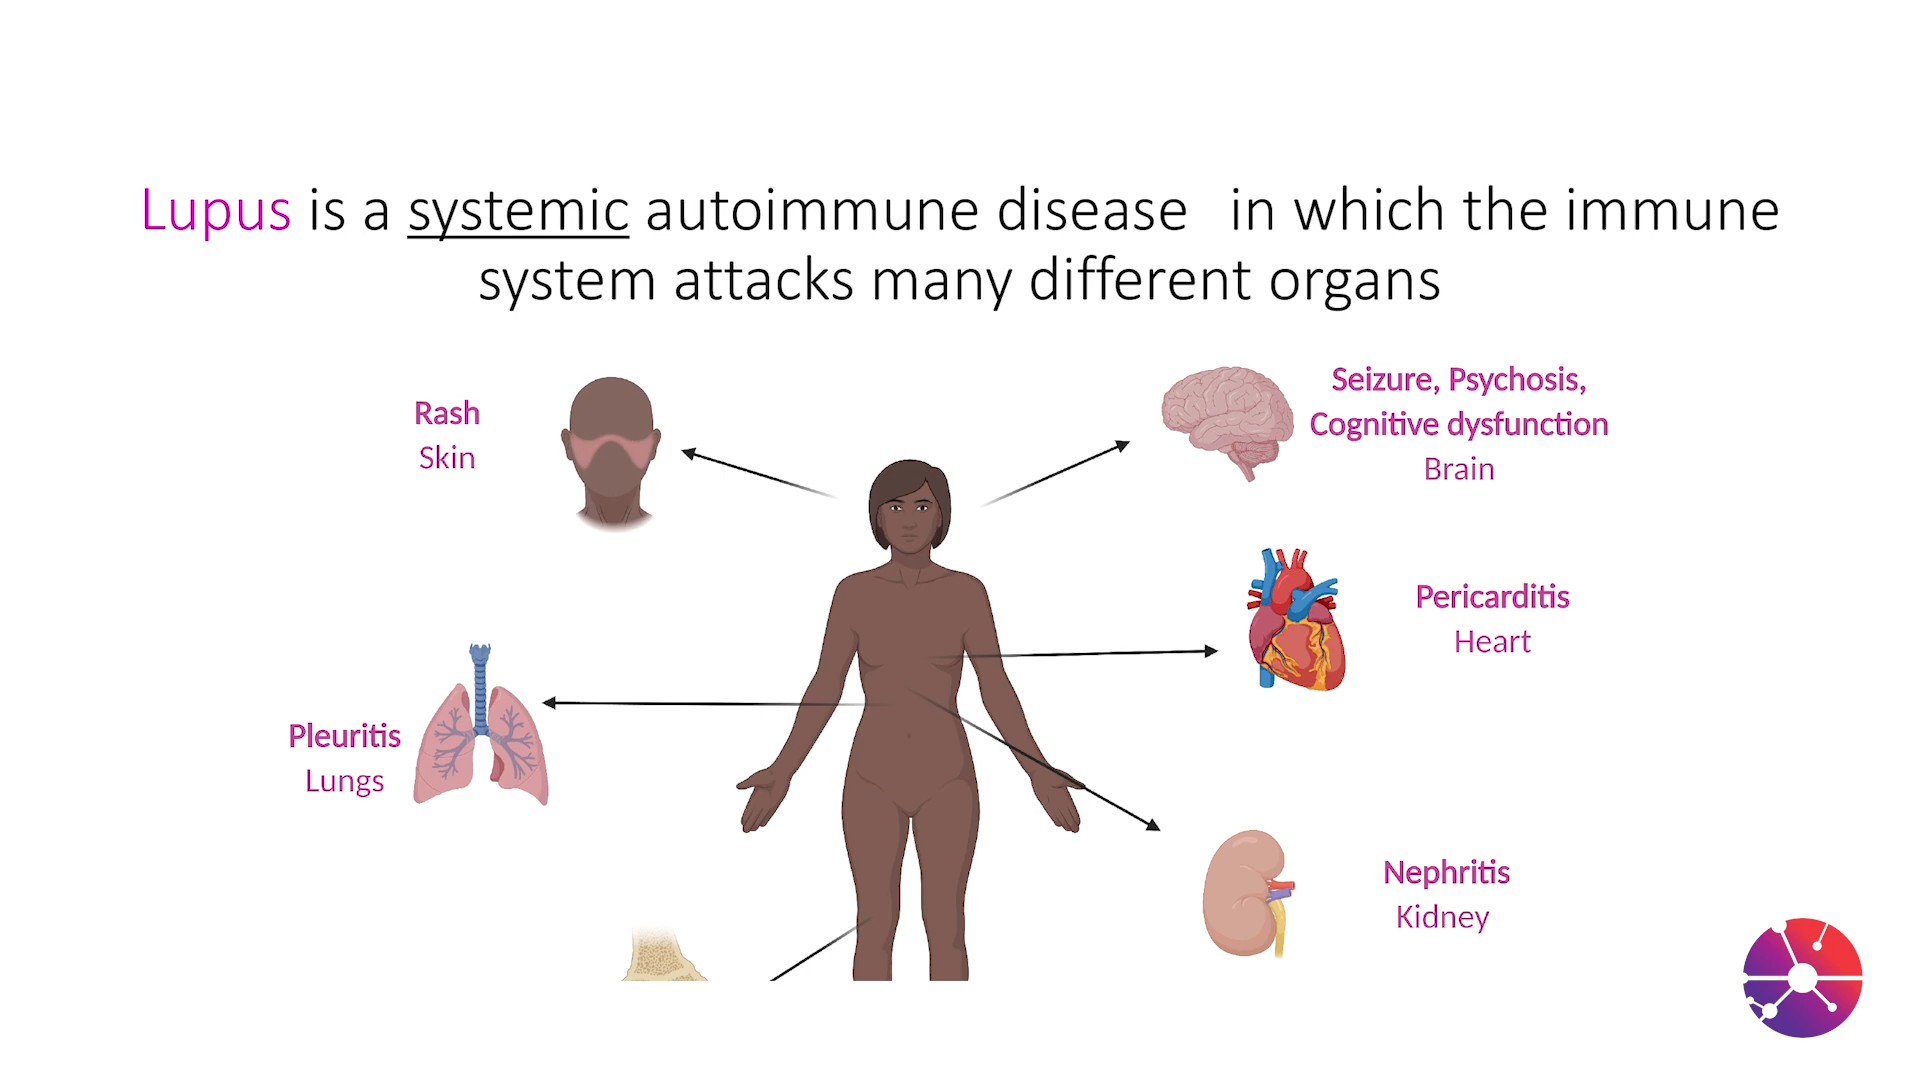 Lupus is a systemic autoimmune disease in which the immune
system attacks many different organs
Rash
Skin
Seizure, Psychosis,
Cognitive dysfunction
Brain
Pericarditis
Heart
Pleuritis
Lungs
Nephritis
Kidney